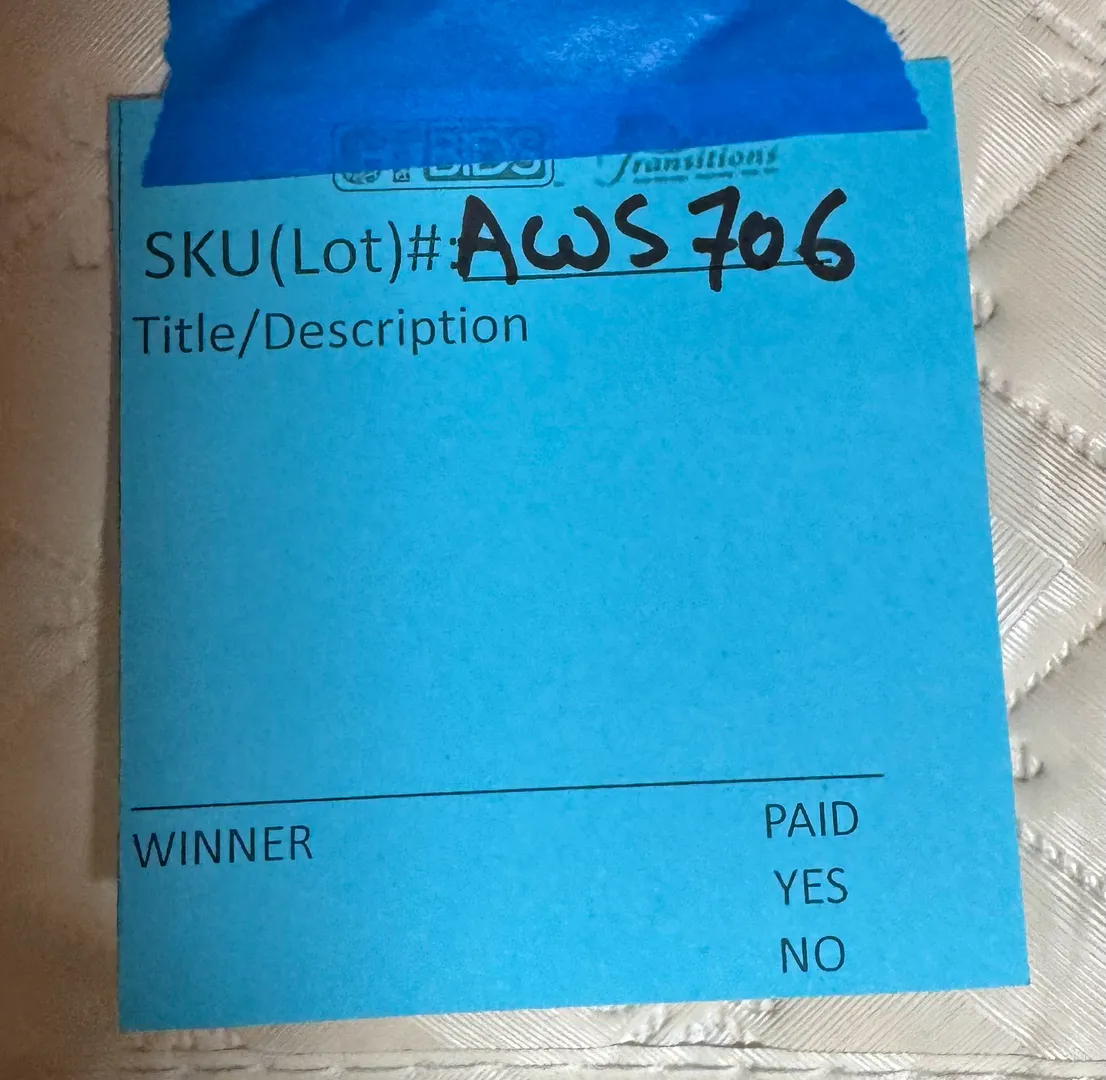 Transitions
SKU(Lot)#:AWS706
Title/Description
WINNER
PAID
YES
NO